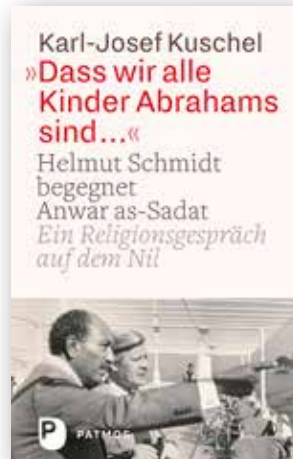 Karl-Josef Kuschel
»Dass wir alle
Kinder Abrahams
sind…«
Helmut Schmidt
begegnet
Anwar as-Sadat
Ein Religionsgespräch
auf dem Nil
P
PATMOS